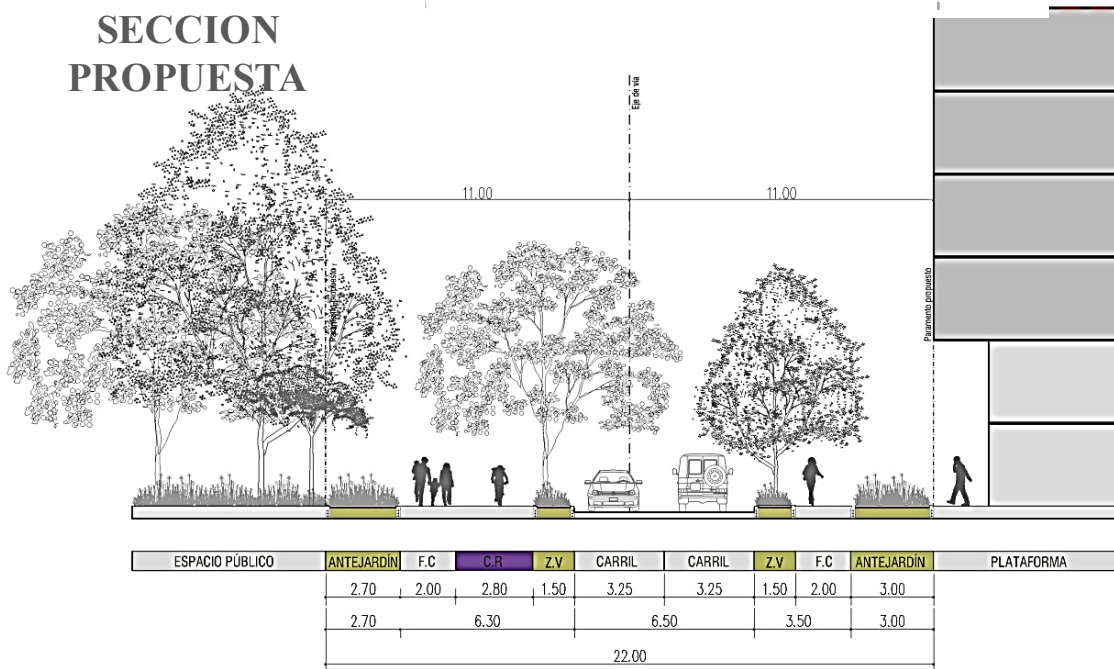 SECCION
PROPUESTA
Eje de vía
11.00 11.00
Paramento propuesto
Paramento propuesto
ESPACIO PÚBLICO ANTEJARDÍN F.C C.R Z.V CARRIL CARRIL Z.V F.C ANTEJARDÍN PLATAFORMA
2.70 2.00 2.80 1.50 3.25 3.25 1.50 2.00 3.00
2.70 6.30 6.50 3.50 3.00
22.00